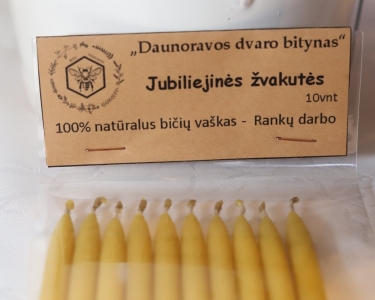 „Daunoravos dvaro bitynas“
Jubiliejinės žvakutės
10vnt
100% natūralus bičių vaškas - Rankų darbo